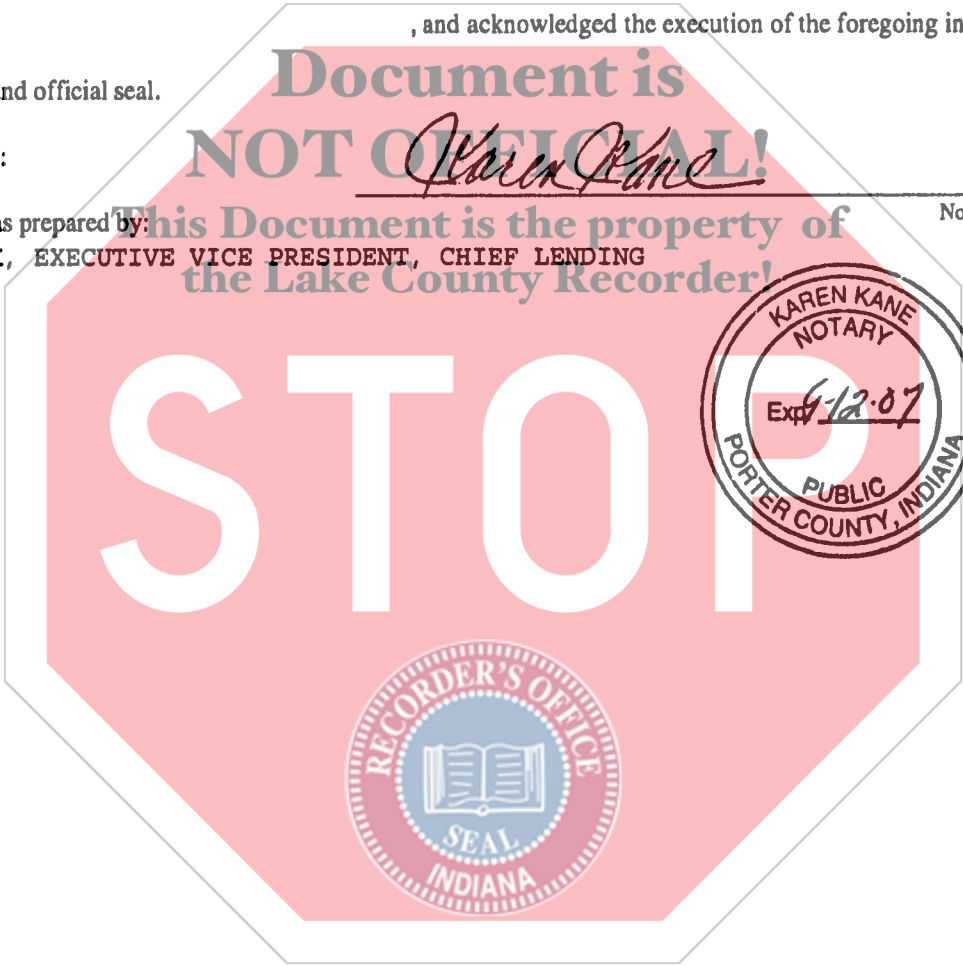 , and acknowledged the execution of the foregoing in
Document is
nd official seal.
NOT OFFICIAL!
:
Karen Kane
s prepared by:
No
This Document is the property of
, EXECUTIVE VICE PRESIDENT, CHIEF LENDING
the Lake County Recorder!
KAREN KANE
NOTARY
Exp 6-12-07
PUBLIC
PORTER COUNTY, INDIANA
STOP
RECORDER'S OFFICE
SEAL
INDIANA